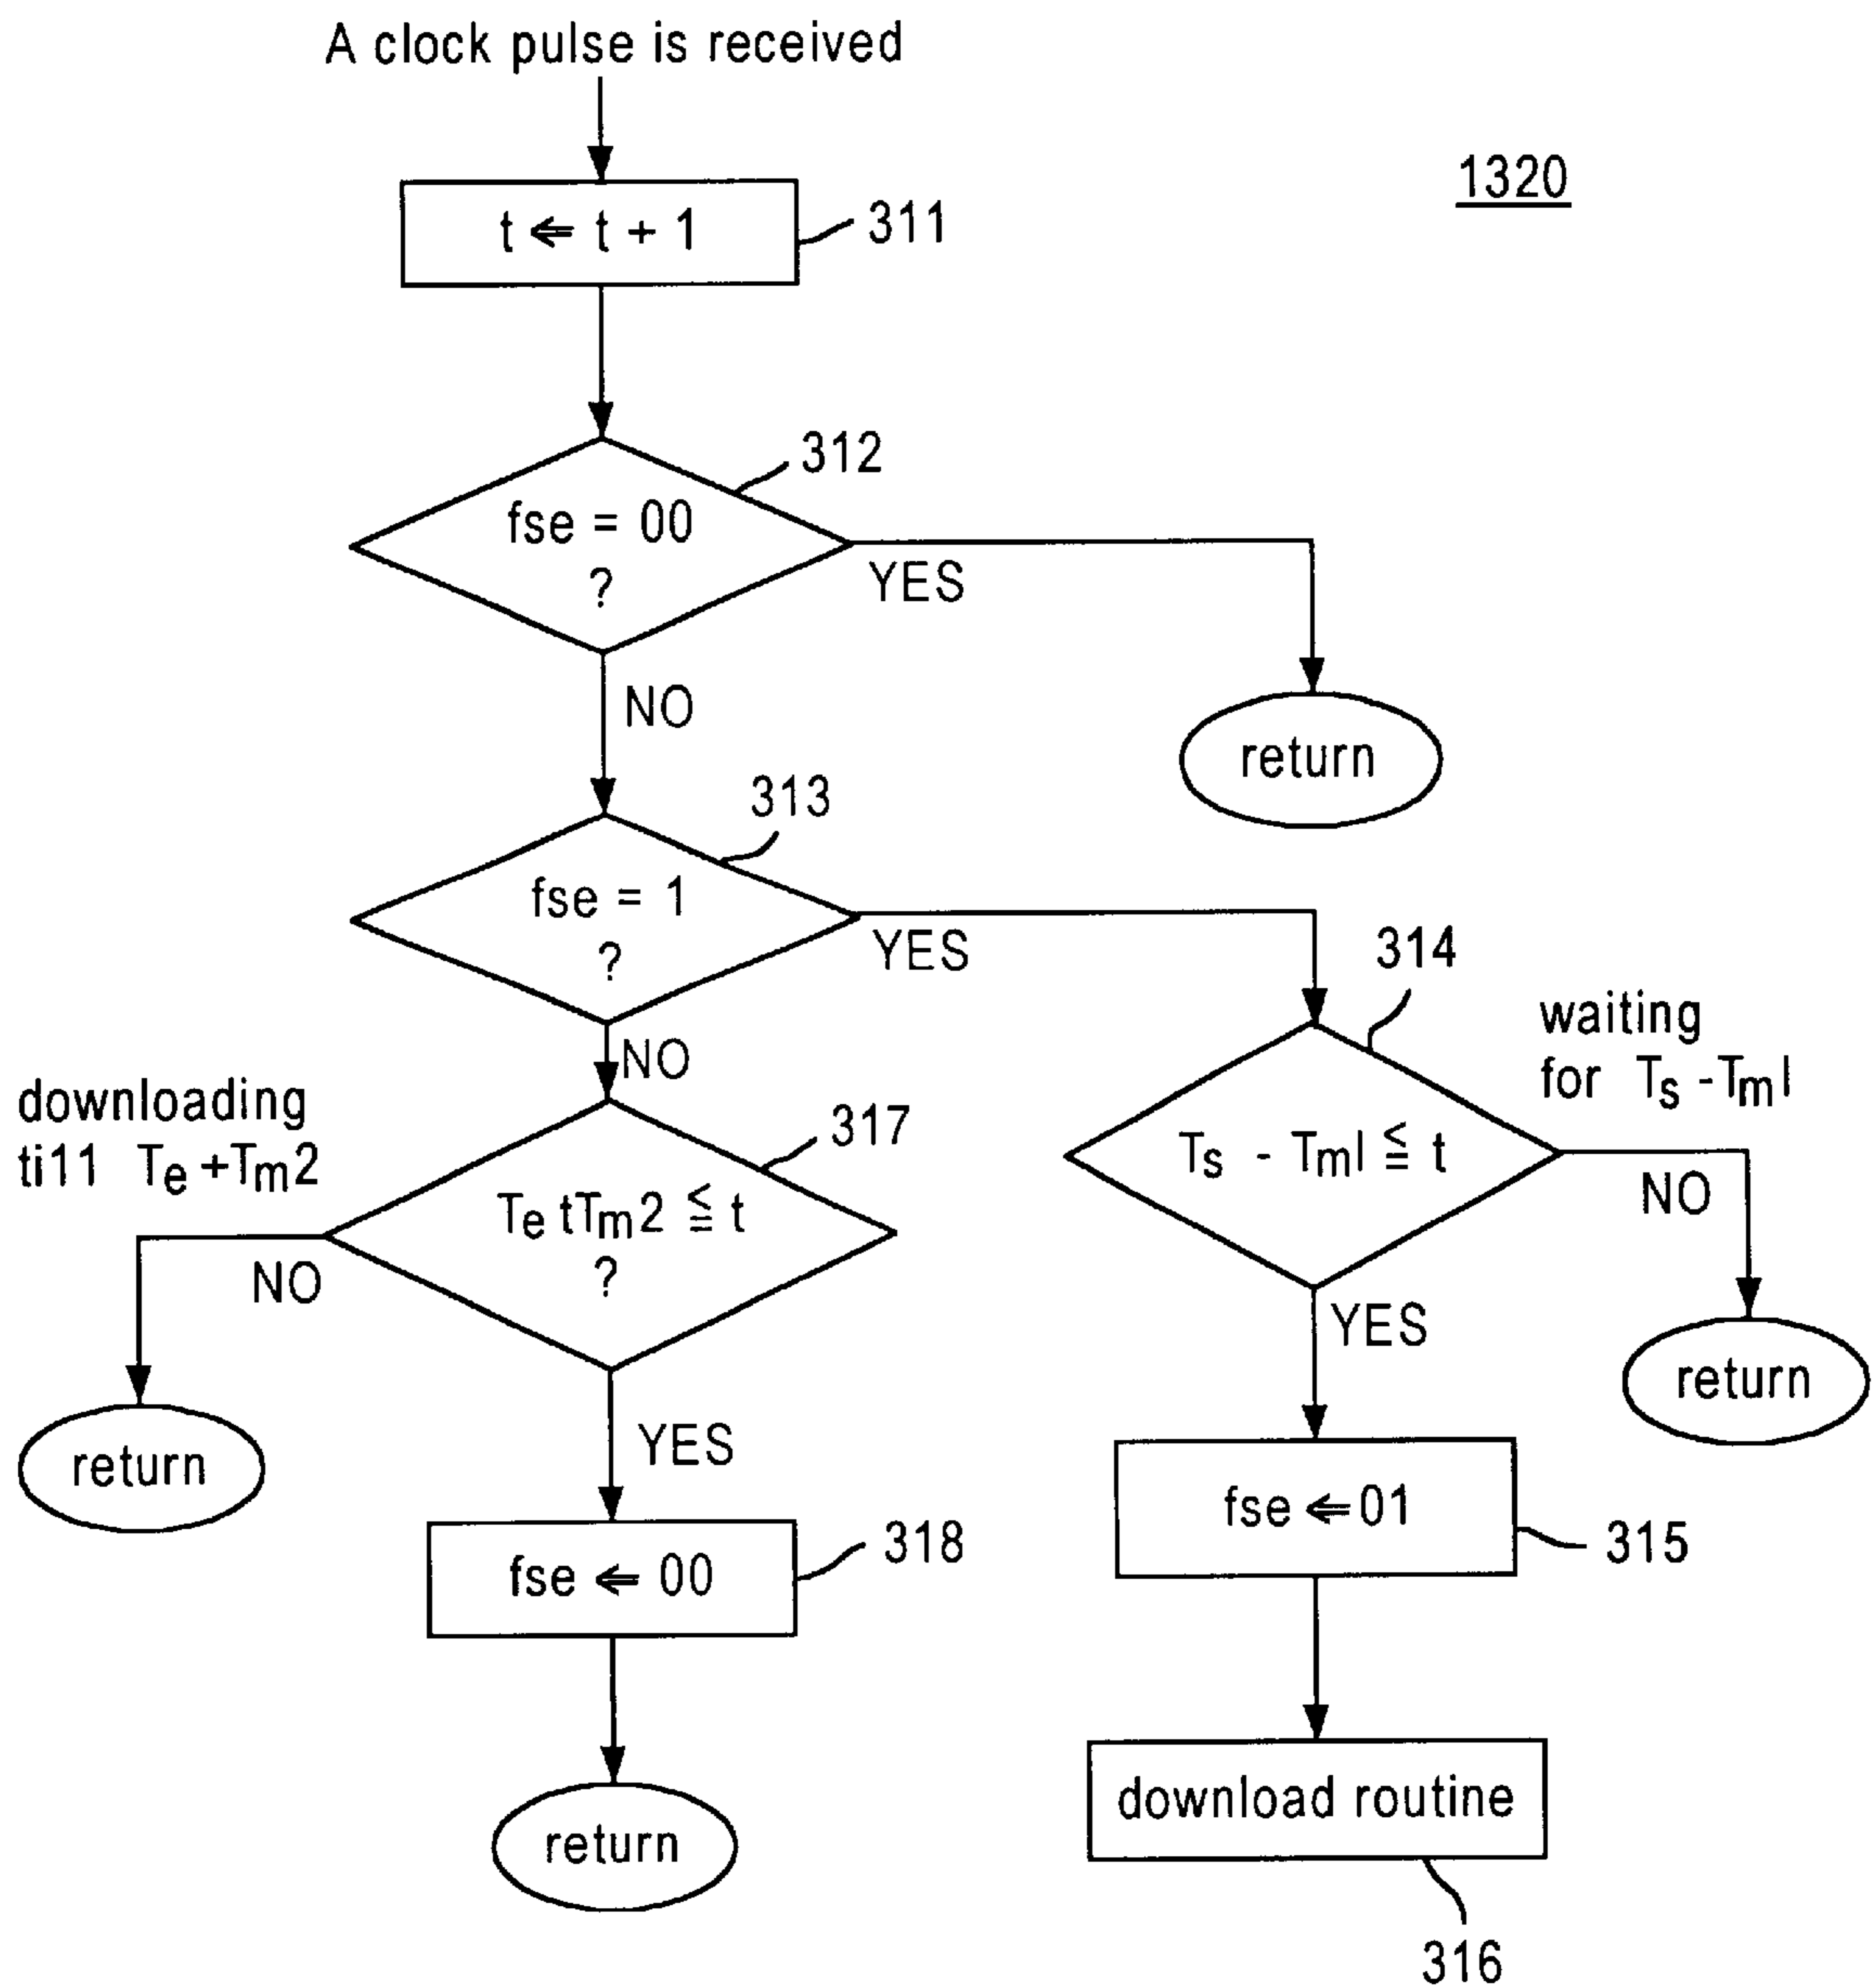 A clock pulse is received
1320
t ⇐ t + 1
311
312
fse = 00
?
YES
NO
return
313
fse = 1
?
YES
NO
314
waiting
for Ts -Tml
downloading
ti11 Te +Tm2
317
Ts - Tml ≦ t
NO
Te tTm2 ≦ t
?
NO
YES
return
YES
return
fse ⇐ 01
315
fse ⇐ 00
318
download routine
return
316